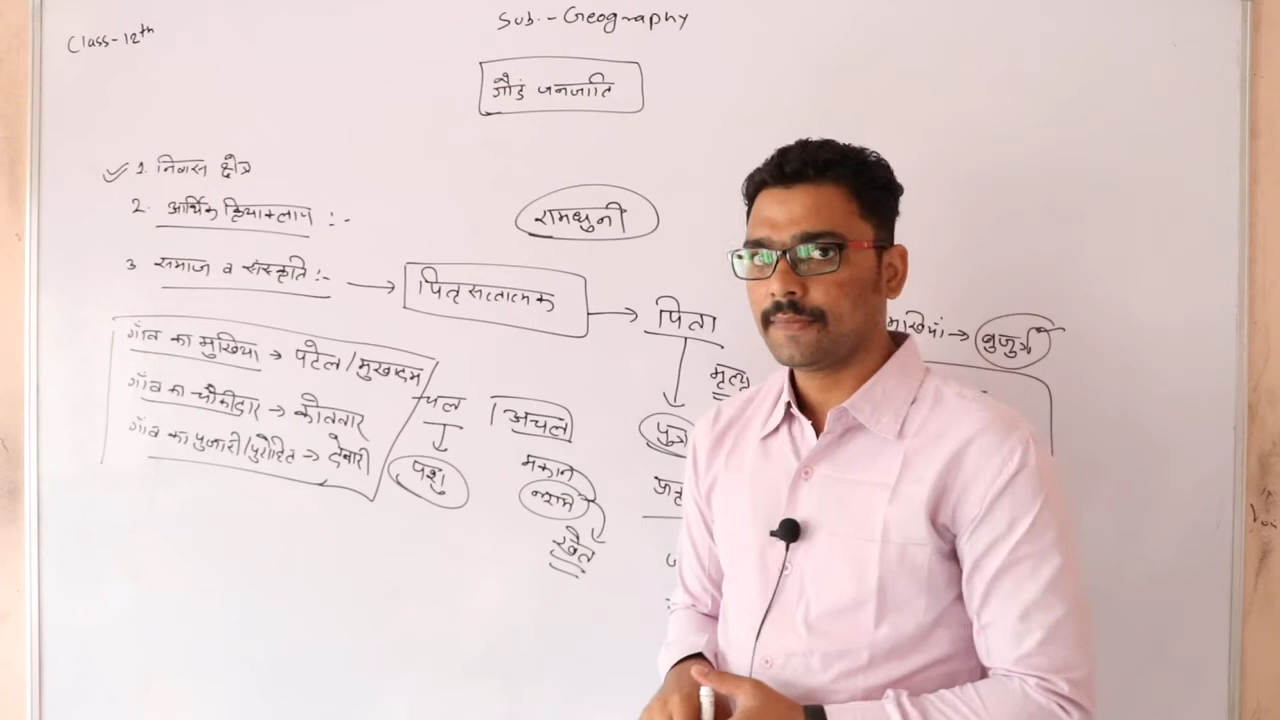 Class-12th
Sub.-Geography
गौंड जनजाति
1. निवास क्षेत्र
2. आर्थिक क्रियाकलाप :-
रामधुनी
3 समाज व संस्कृति :-
पितृसत्तात्मक
पिता
बुजुर्ग
गाँव का मुखिया → पटेल/मुखादम
गाँव का चौकीदार → कोतवार
गाँव का पुजारी/पुरोहित → देवारी
चल
अचल
मृत्यु
पुत्र
पशु
मकान
खेत